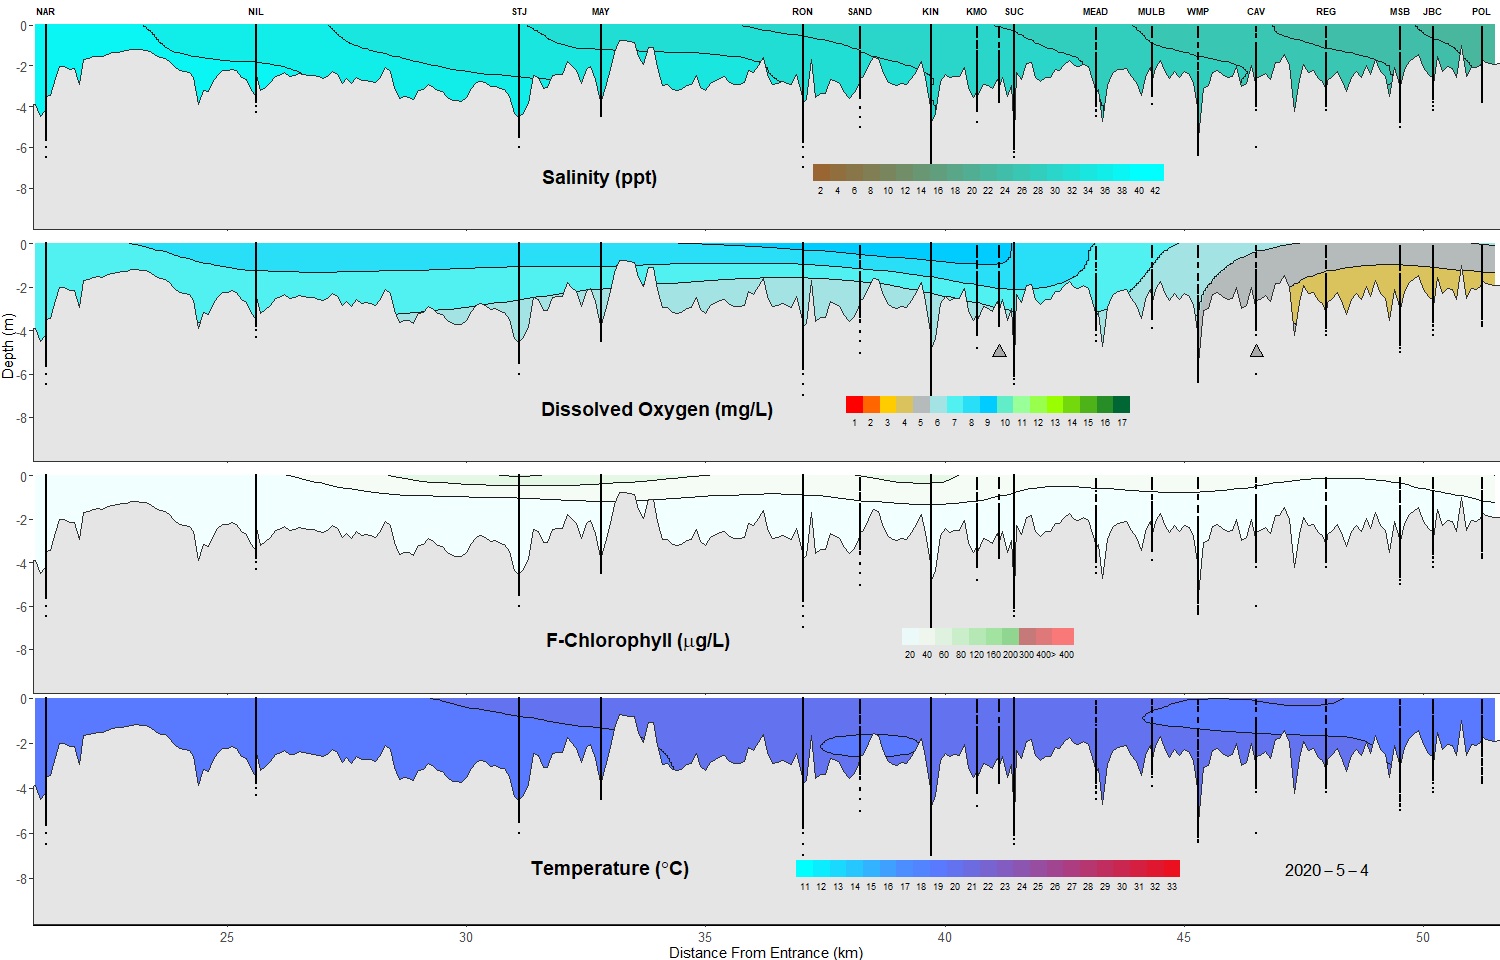 NAR NIL STJ MAY RON SAND KIN KMO SUC MEAD MULB WMP CAV REG MSB JBC POL
0
-2
-4
-6
-8
Salinity (ppt)
2 4 6 8 10 12 14 16 18 20 22 24 26 28 30 32 34 36 38 40 42
0
-2
-4
-6
-8
Depth (m)
Dissolved Oxygen (mg/L)
1 2 3 4 5 6 7 8 9 10 11 12 13 14 15 16 17
0
-2
-4
-6
-8
F-Chlorophyll (μg/L)
20 40 60 80 120 160 200 300 400> 400
0
-2
-4
-6
-8
Temperature (°C)
11 12 13 14 15 16 17 18 19 20 21 22 23 24 25 26 27 28 29 30 31 32 33
2020-5-4
25 30 35 40 45 50
Distance From Entrance (km)